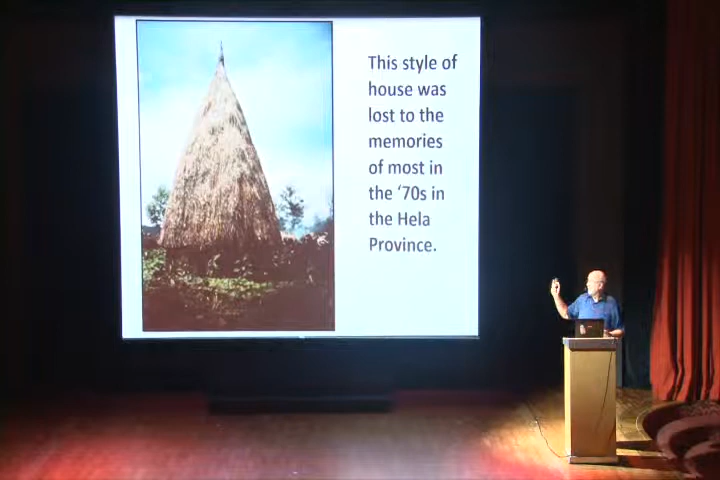 This style of
house was
lost to the
memories
of most in
the ‘70s in
the Hela
Province.